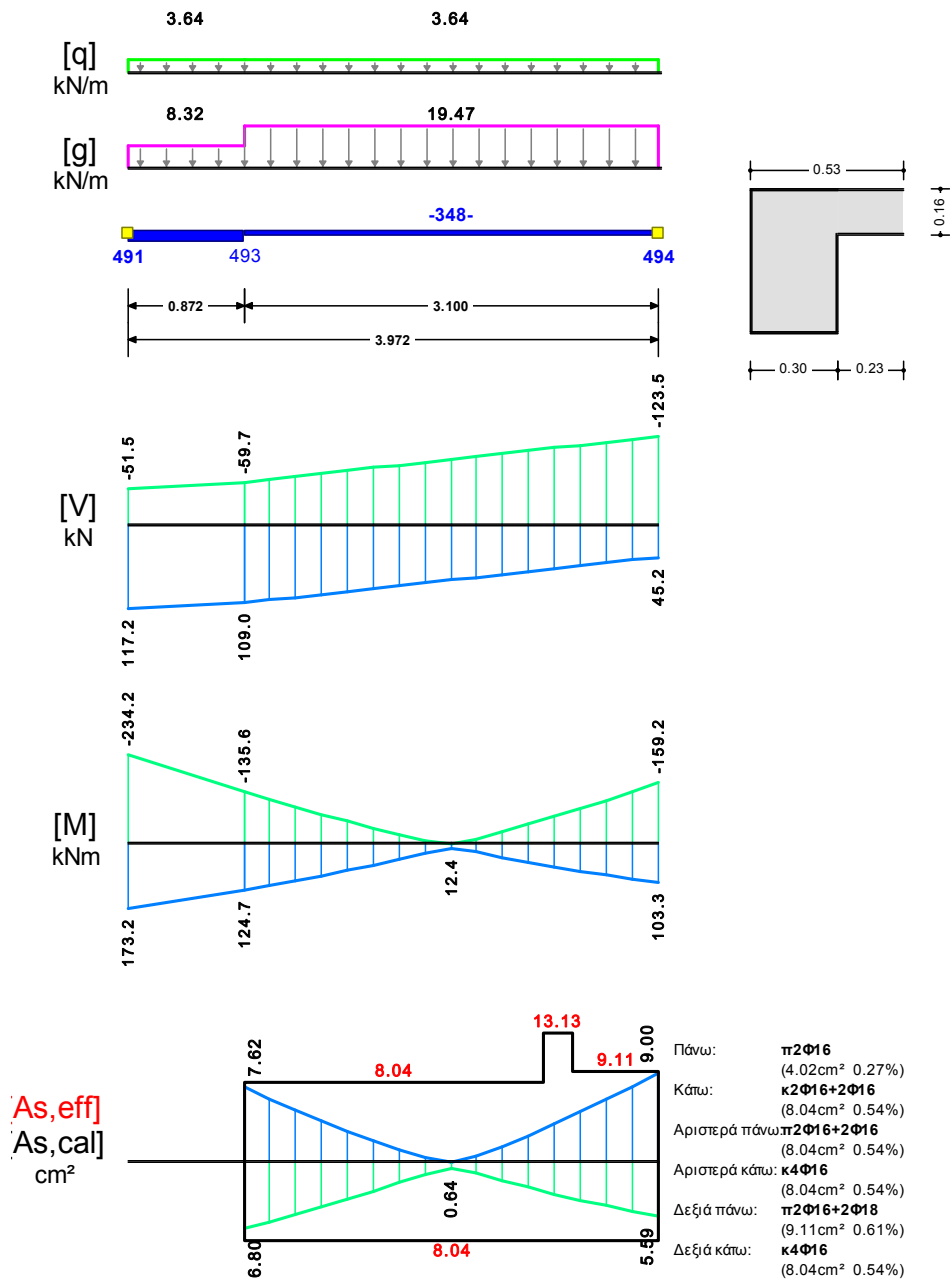 3.64 3.64
[q]
kN/m
8.32 19.47
[g]
kN/m
0.53
0.16
-348-
491 493 494
0.872 3.100
3.972
0.30 0.23
-51.5 -59.7 -123.5
[V]
kN
117.2 109.0 45.2
-234.2 -135.6 -159.2
[M]
kNm
12.4
173.2 124.7 103.3
13.13
7.62 8.04 9.11 9.00
As,eff]
[As,cal]
cm²
0.64
6.80 8.04 5.59
Πάνω: π2Φ16
(4.02cm² 0.27%)
Κάτω: κ2Φ16+2Φ16
(8.04cm² 0.54%)
Αριστερά πάνω: π2Φ16+2Φ16
(8.04cm² 0.54%)
Αριστερά κάτω: κ4Φ16
(8.04cm² 0.54%)
Δεξιά πάνω: π2Φ16+2Φ18
(9.11cm² 0.61%)
Δεξιά κάτω: κ4Φ16
(8.04cm² 0.54%)